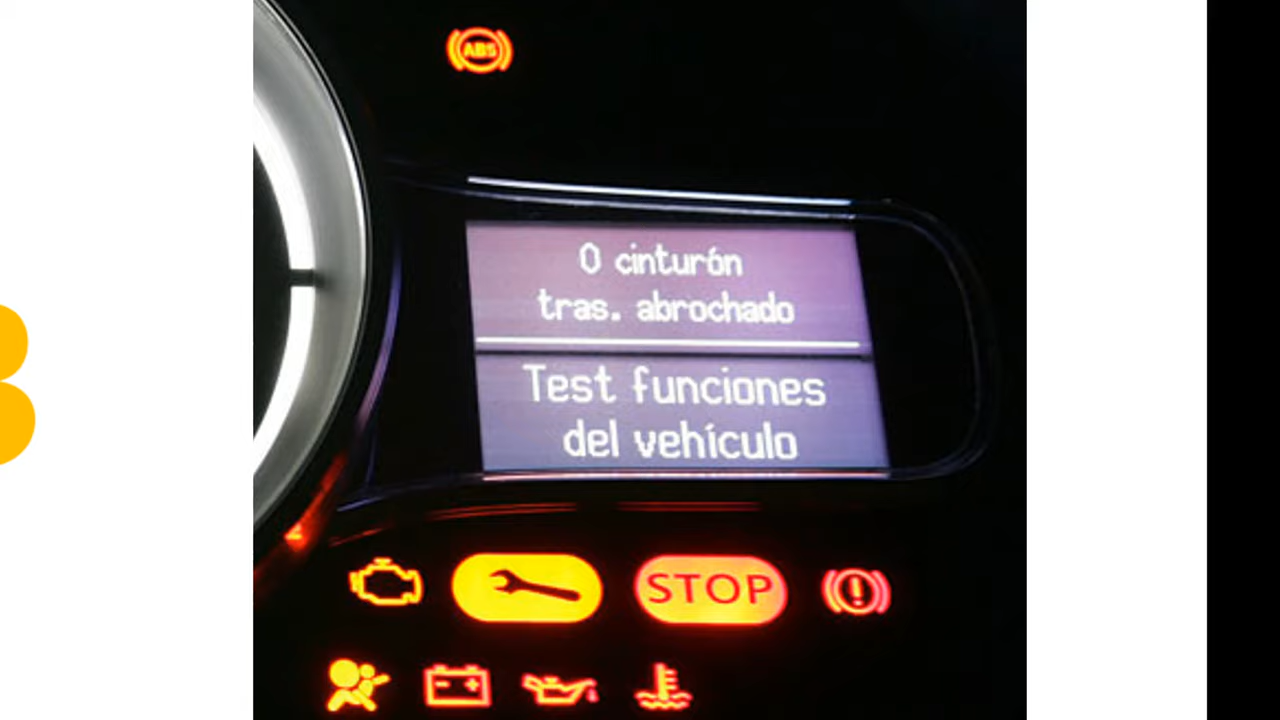 ABS
0 cinturón
tras. abrochado
Test funciones
del vehículo
STOP